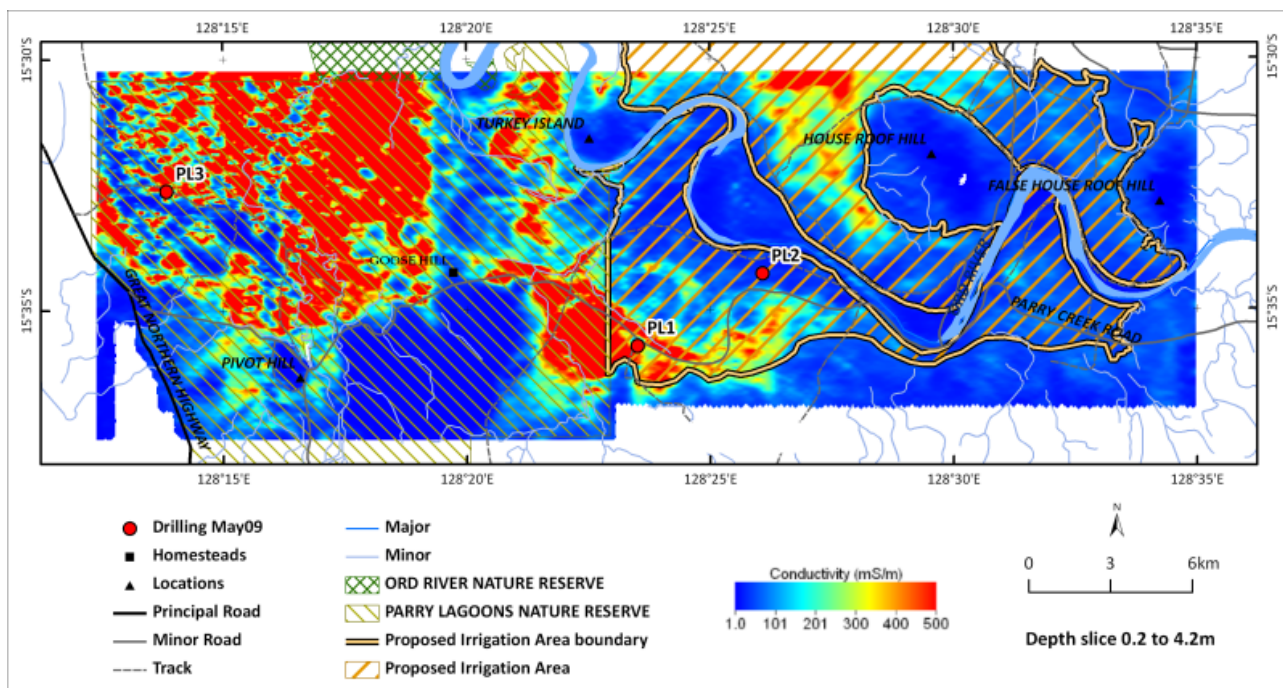 128°15'E 128°20'E 128°25'E 128°30'E 128°35'E
15°30'S 15°30'S
TURKEY ISLAND
HOUSE ROOF HILL
PL3
FALSE HOUSE ROOF HILL
GOOSE HILL
PL2
15°35'S 15°35'S
PARRY CREEK ROAD
PL1
GREAT NORTHERN HIGHWAY
PIVOT HILL
128°15'E 128°20'E 128°25'E 128°30'E 128°35'E
Drilling May09
Homesteads
Locations
Principal Road
Minor Road
Track
Major
Minor
ORD RIVER NATURE RESERVE
PARRY LAGOONS NATURE RESERVE
Proposed Irrigation Area boundary
Proposed Irrigation Area
Conductivity (mS/m)
1.0 101 201 300 400 500
N
0 3 6km
Depth slice 0.2 to 4.2m